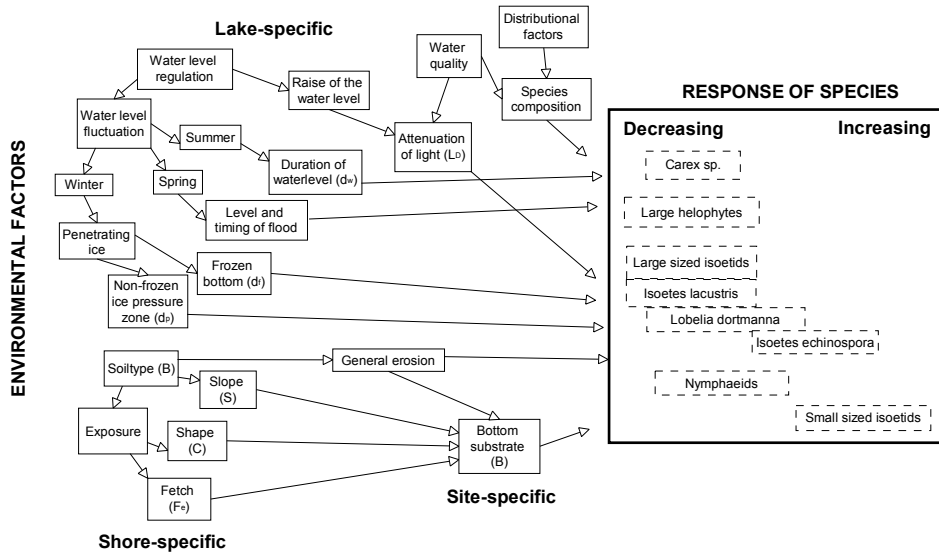 Lake-specific
Distributional
factors
Water
quality
Water level
regulation
Raise of the
water level
Species
composition
RESPONSE OF SPECIES
Water level
fluctuation
Summer
Attenuation
of light (LD)
Decreasing
Increasing
Duration of
waterlevel (dw)
Carex sp.
Winter
Spring
Level and
timing of flood
Large helophytes
ENVIRONMENTAL FACTORS
Penetrating
ice
Frozen
bottom (df)
Large sized isoetids
Non-frozen
ice pressure
zone (dp)
Isoetes lacustris
Lobelia dortmanna
Isoetes echinospora
General erosion
Soiltype (B)
Slope
(S)
Nymphaeids
Exposure
Shape
(C)
Bottom
substrate
(B)
Small sized isoetids
Fetch
(Fe)
Site-specific
Shore-specific